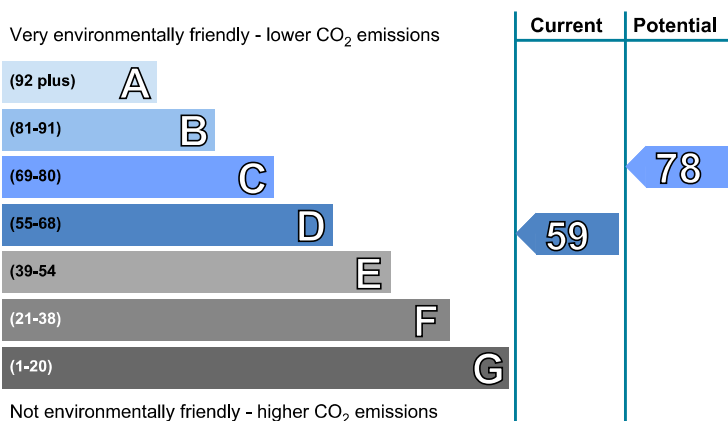 Very environmentally friendly - lower CO2 emissions
Current
Potential
(92 plus) A
(81-91) B
(69-80) C
78
(55-68) D
59
(39-54 E
(21-38) F
(1-20) G
Not environmentally friendly - higher CO2 emissions